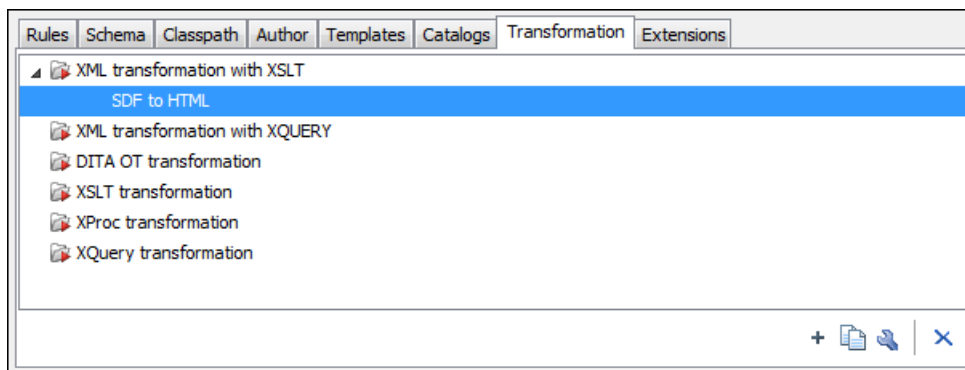 Rules Schema Classpath Author Templates Catalogs Transformation Extensions
XML transformation with XSLT
SDF to HTML
XML transformation with XQUERY
DITA OT transformation
XSLT transformation
XProc transformation
XQuery transformation